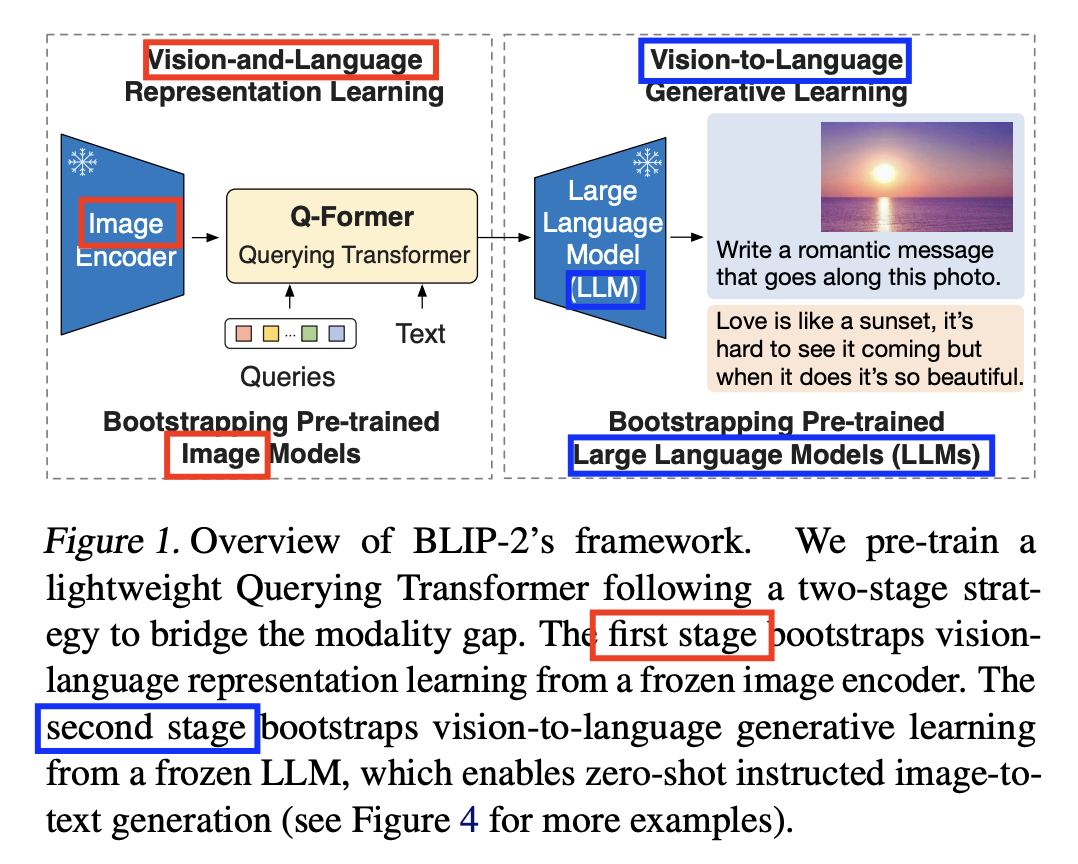 Vision-and-Language
Representation Learning
Image
Encoder
Q-Former
Querying Transformer
...
Queries
Text
Bootstrapping Pre-trained
Image Models
Vision-to-Language
Generative Learning
Large
Language
Model
(LLM)
Write a romantic message
that goes along this photo.
Love is like a sunset, it's
hard to see it coming but
when it does it's so beautiful.
Bootstrapping Pre-trained
Large Language Models (LLMs)
Figure 1. Overview of BLIP-2's framework. We pre-train a
lightweight Querying Transformer following a two-stage strat-
egy to bridge the modality gap. The first stage bootstraps vision-
language representation learning from a frozen image encoder. The
second stage bootstraps vision-to-language generative learning
from a frozen LLM, which enables zero-shot instructed image-to-
text generation (see Figure 4 for more examples).